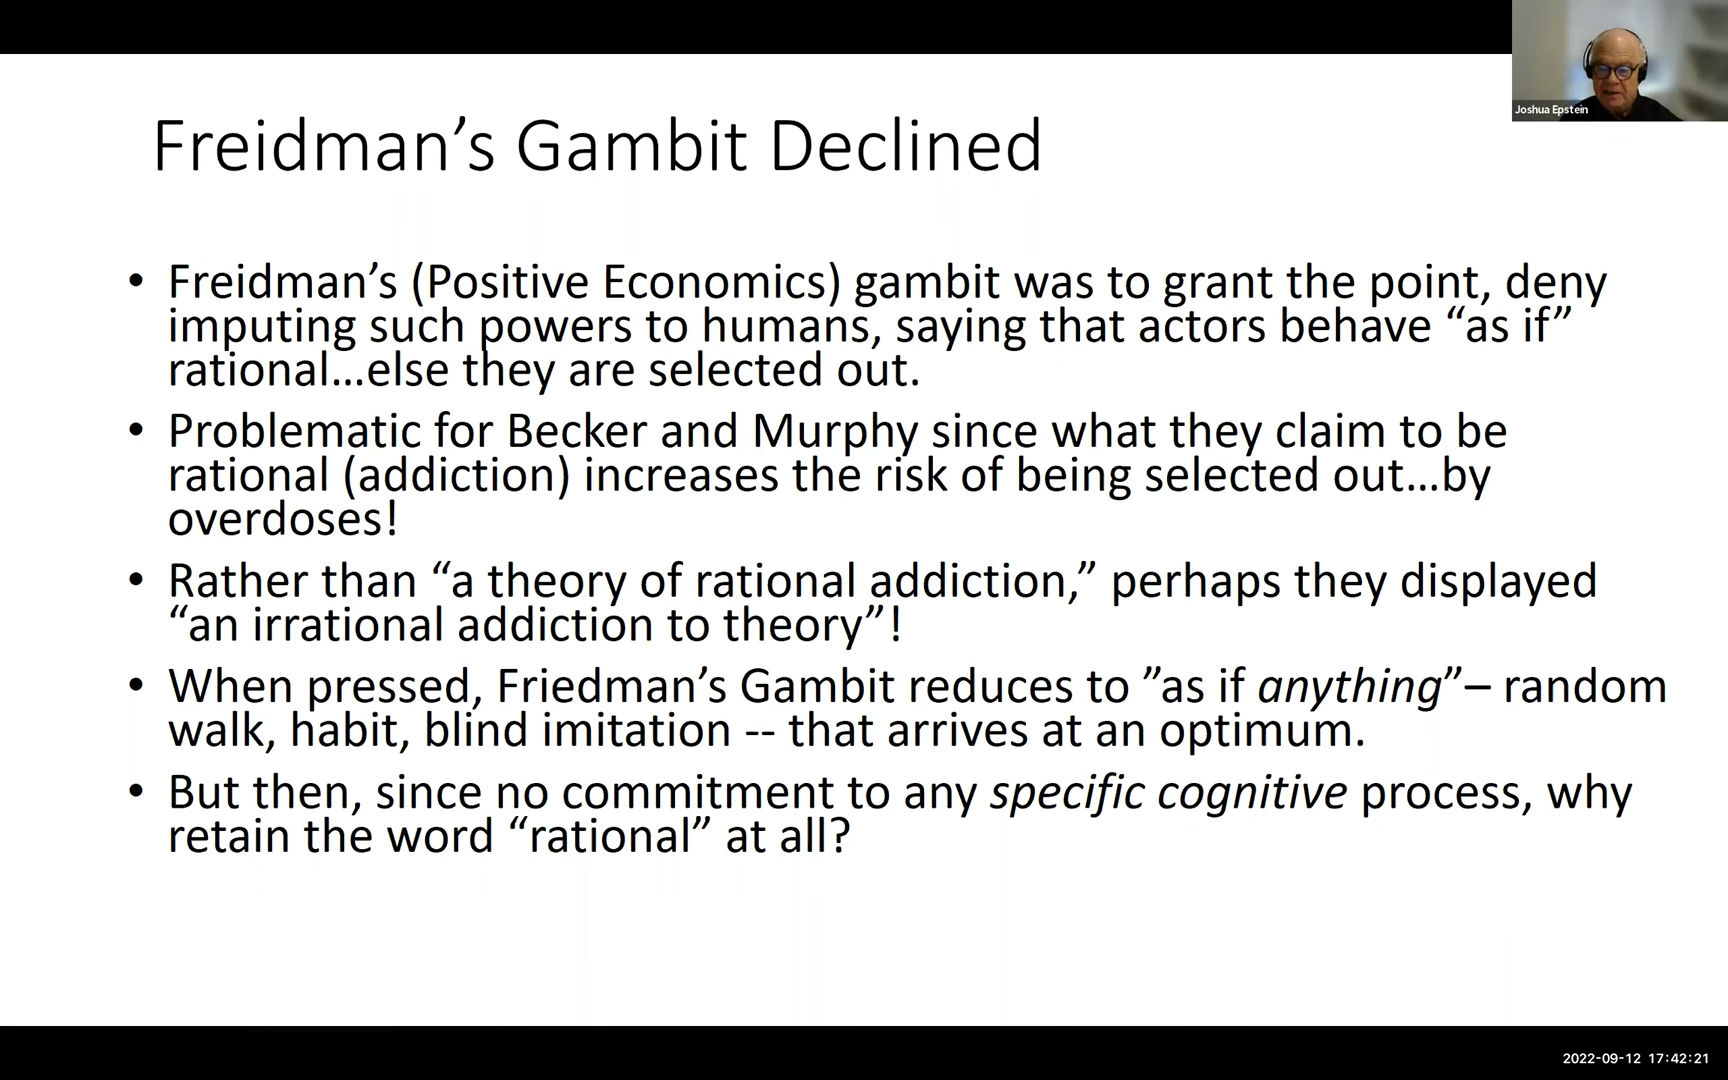 Joshua Epstein
Freidman’s Gambit Declined
• Freidman’s (Positive Economics) gambit was to grant the point, deny
imputing such powers to humans, saying that actors behave “as if”
rational…else they are selected out.
• Problematic for Becker and Murphy since what they claim to be
rational (addiction) increases the risk of being selected out…by
overdoses!
• Rather than “a theory of rational addiction,” perhaps they displayed
“an irrational addiction to theory”!
• When pressed, Friedman’s Gambit reduces to ”as if anything”– random
walk, habit, blind imitation -- that arrives at an optimum.
• But then, since no commitment to any specific cognitive process, why
retain the word “rational” at all?
2022-09-12 17:42:21